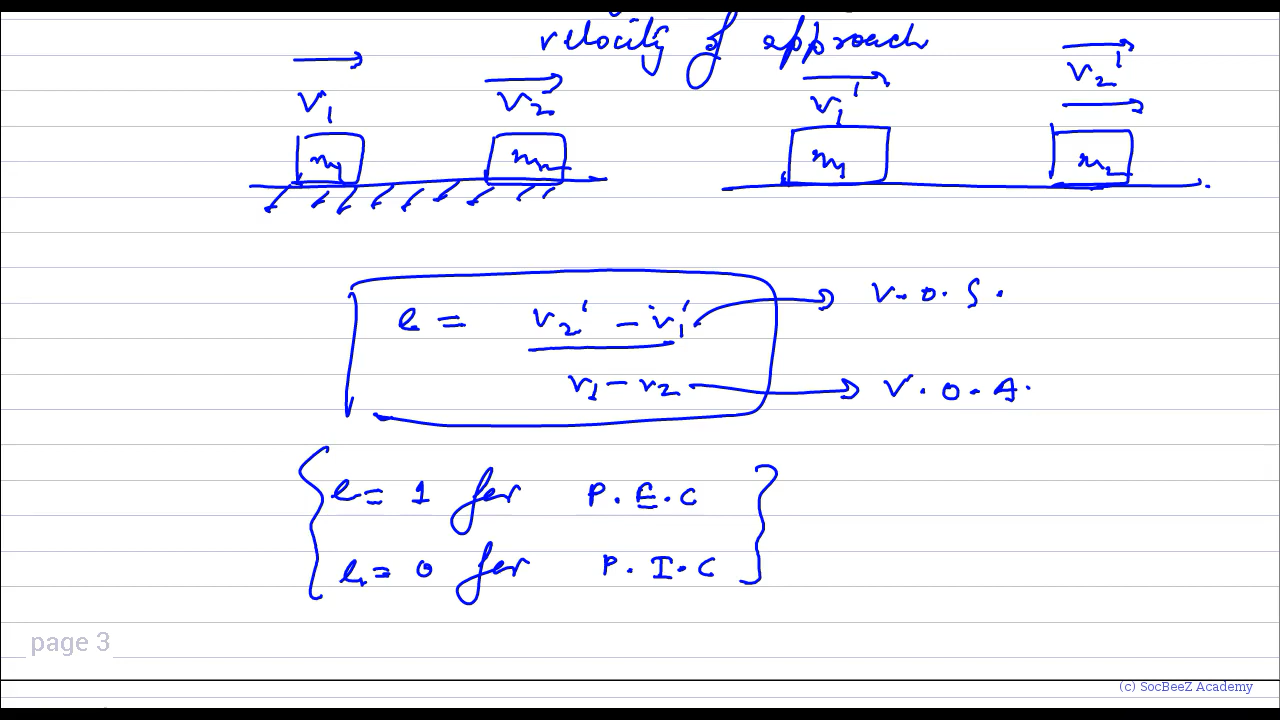 velocity of approach
v₁ v₂ v₁' v₂'
m₁ m₂ m₁ m₂
e = v₂' - v₁' → V.O.S.
v₁ - v₂ → V.O.A.
e = 1 for P.E.C
e = 0 for P.I.C
page 3
(c) SocBeeZ Academy